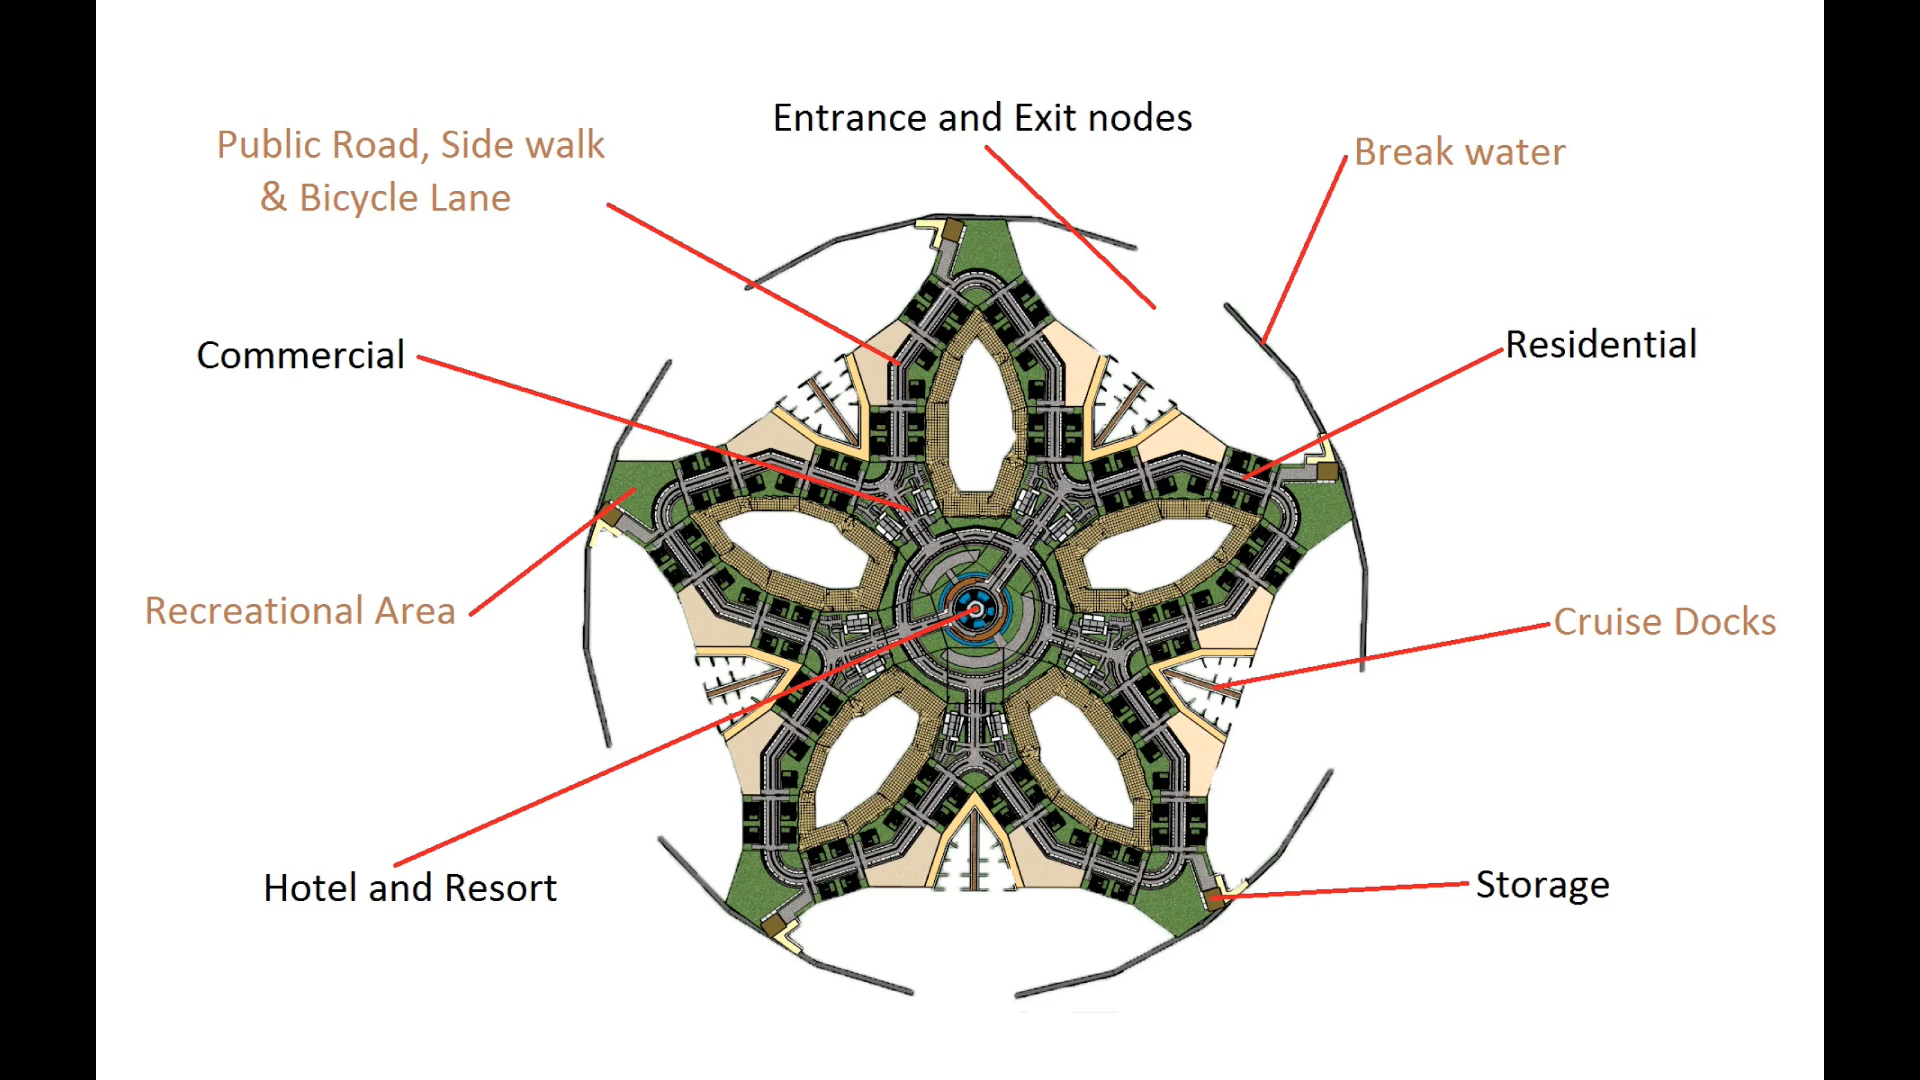 Entrance and Exit nodes
Public Road, Side walk
& Bicycle Lane
Break water
Commercial
Residential
Recreational Area
Cruise Docks
Hotel and Resort
Storage